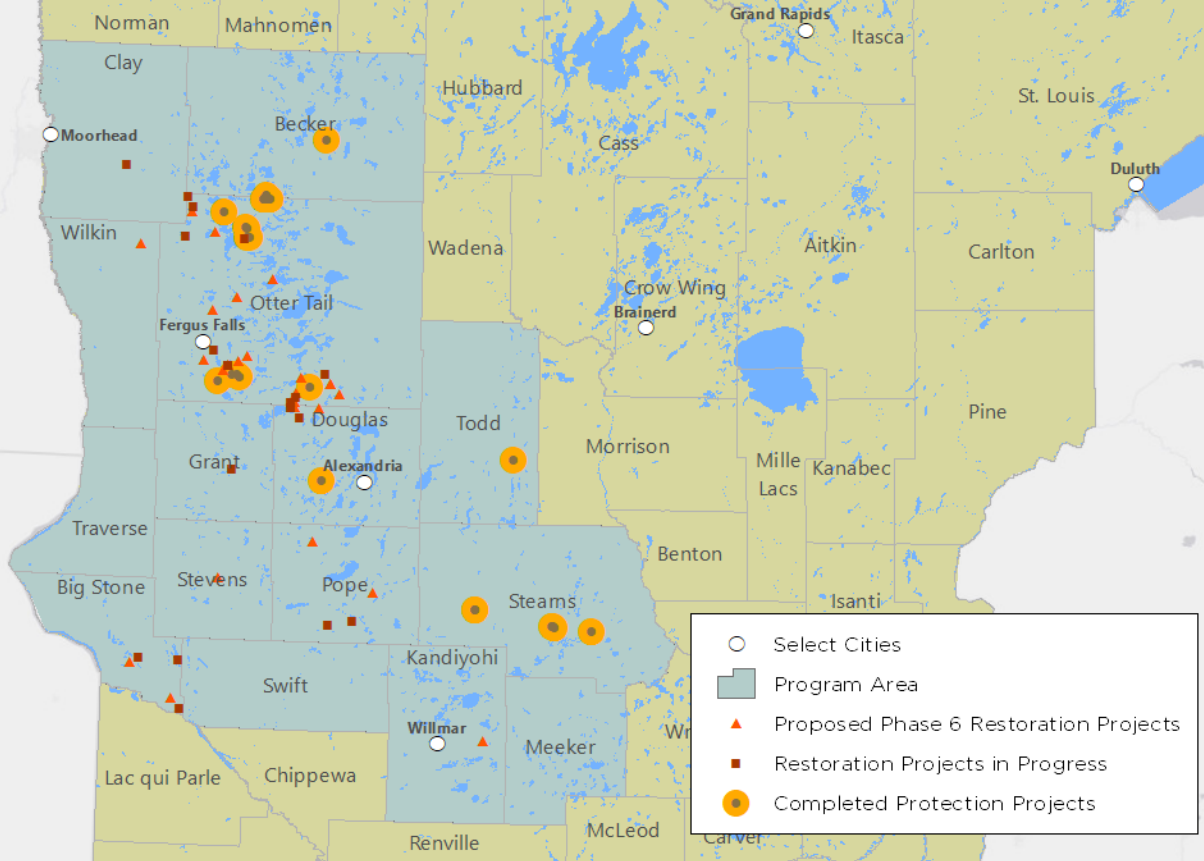 Norman
Mahnomen
Grand Rapids
Itasca
Clay
Hubbard
St. Louis
Becker
Moorhead
Cass
Duluth
Wilkin
Wadena
Aitkin
Carlton
Otter Tail
Crow Wing
Brainerd
Fergus Falls
Douglas
Todd
Pine
Morrison
Grant
Alexandria
Mille
Lacs
Kanabec
Traverse
Benton
Big Stone
Stevens
Pope
Stearns
Isanti
Kandiyohi
Swift
Willmar
Meeker
Wr
Lac qui Parle
Chippewa
McLeod
Carver
Renville
Select Cities
Program Area
Proposed Phase 6 Restoration Projects
Restoration Projects in Progress
Completed Protection Projects